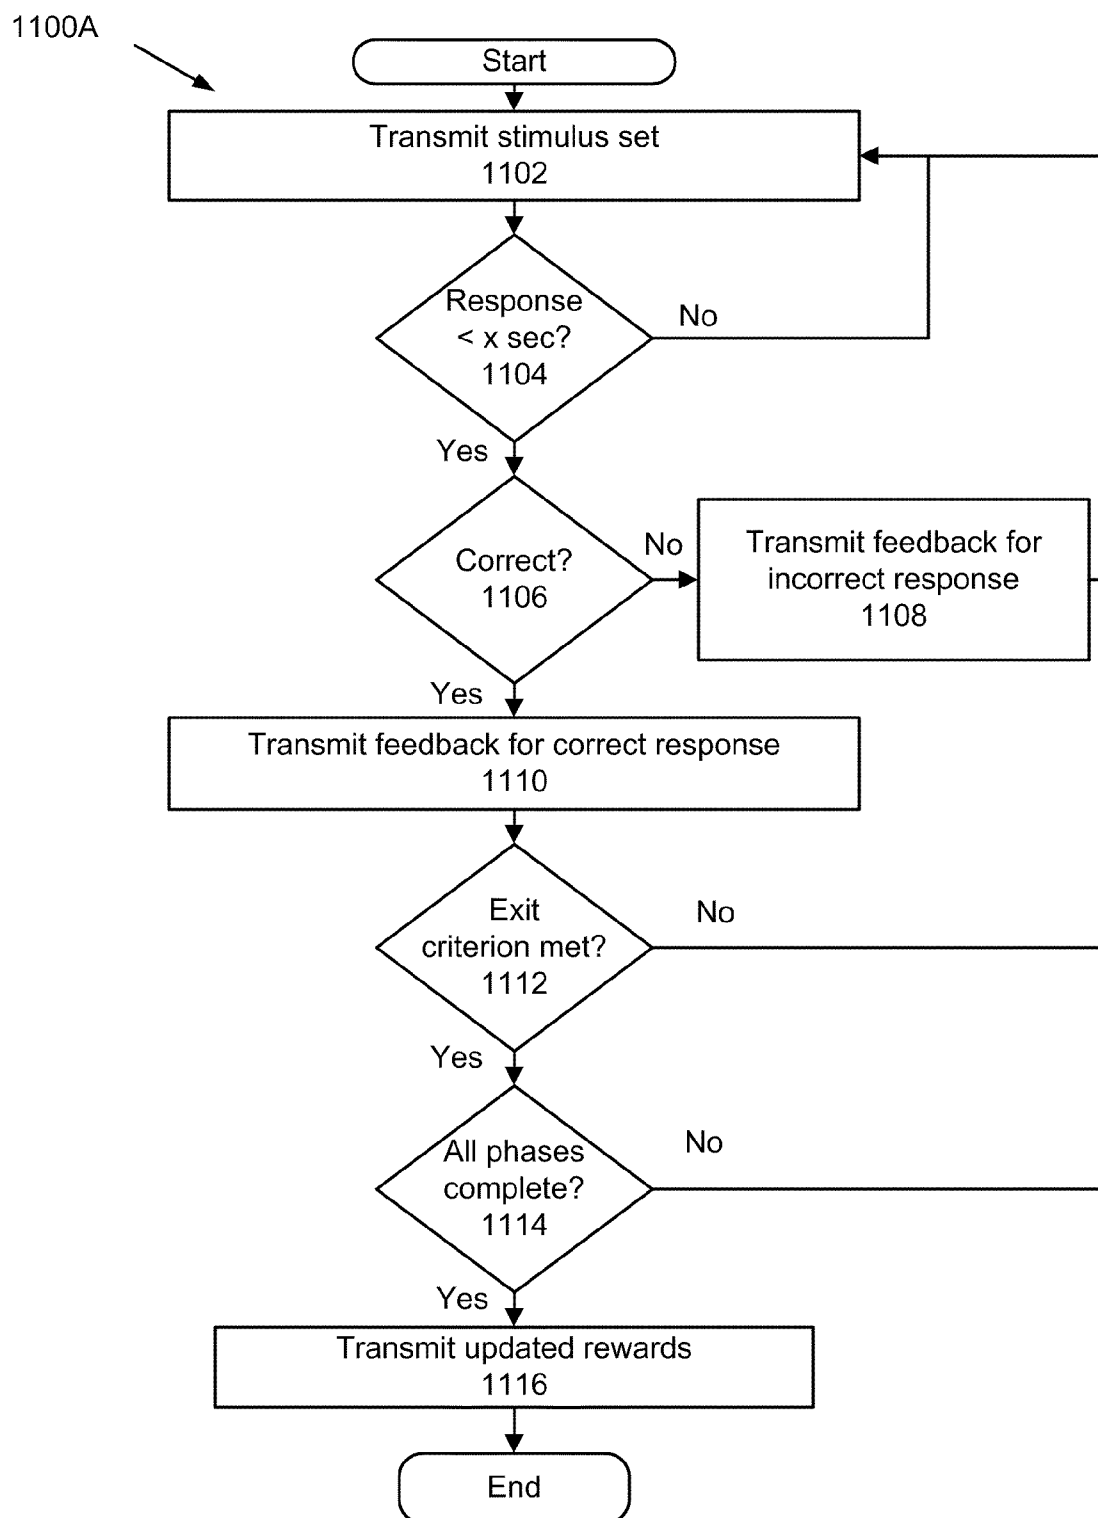 1100A
Start
Transmit stimulus set
1102
Response
< x sec?
1104
No
Yes
Correct?
1106
No
Transmit feedback for
incorrect response
1108
Yes
Transmit feedback for correct response
1110
Exit
criterion met?
1112
No
Yes
All phases
complete?
1114
No
Yes
Transmit updated rewards
1116
End